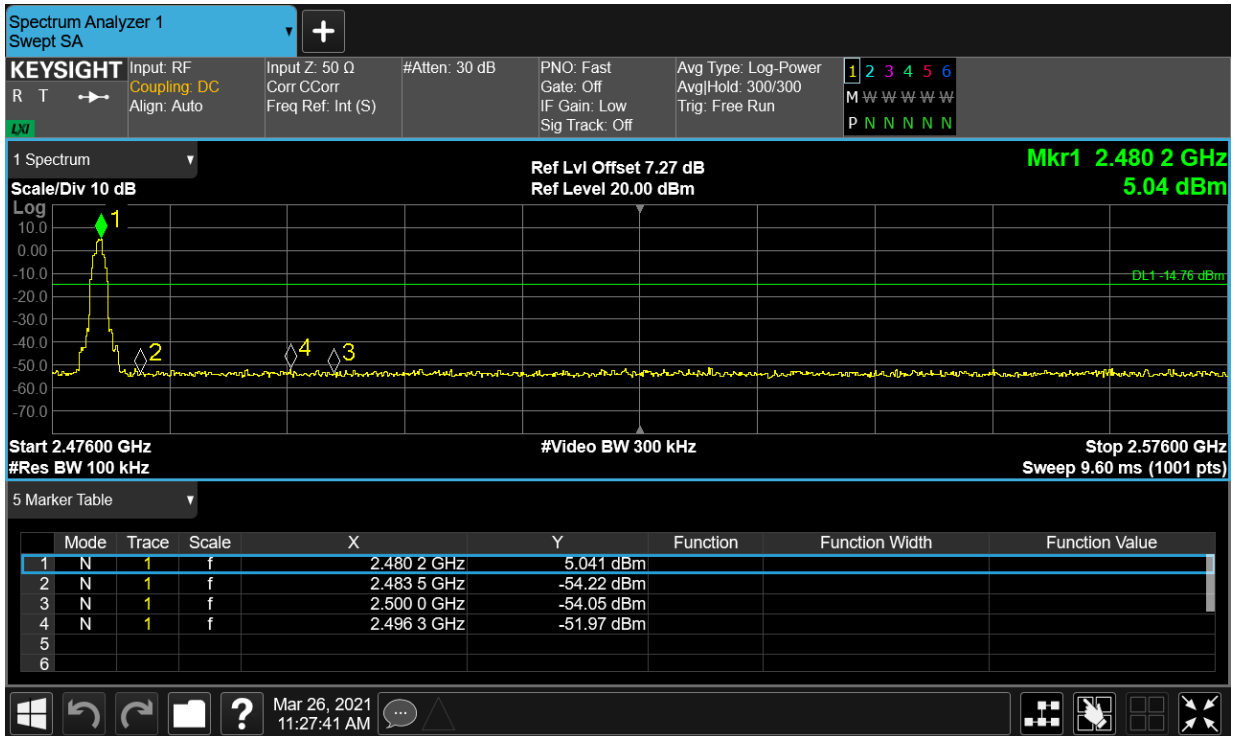 Spectrum Analyzer 1
Swept SA
KEYSIGHT
R T
LXI
Input: RF
Coupling: DC
Align: Auto
Input Z: 50 Ω
Corr CCorr
Freq Ref: Int (S)
#Atten: 30 dB
PNO: Fast
Gate: Off
IF Gain: Low
Sig Track: Off
Avg Type: Log-Power
Avg|Hold: 300/300
Trig: Free Run
1 2 3 4 5 6
M W W W W W
P N N N N N
1 Spectrum
Scale/Div 10 dB
Ref Lvl Offset 7.27 dB
Ref Level 20.00 dBm
Mkr1 2.480 2 GHz
5.04 dBm
Log
10.0
0.00
-10.0
-20.0
-30.0
-40.0
-50.0
-60.0
-70.0
1
2
4
3
DL1 -14.76 dBm
Start 2.47600 GHz
#Res BW 100 kHz
#Video BW 300 kHz
Stop 2.57600 GHz
Sweep 9.60 ms (1001 pts)
5 Marker Table
Mode Trace Scale X Y Function Function Width Function Value
1 N 1 f 2.480 2 GHz 5.041 dBm
2 N 1 f 2.483 5 GHz -54.22 dBm
3 N 1 f 2.500 0 GHz -54.05 dBm
4 N 1 f 2.496 3 GHz -51.97 dBm
5
6
?
Mar 26, 2021
11:27:41 AM